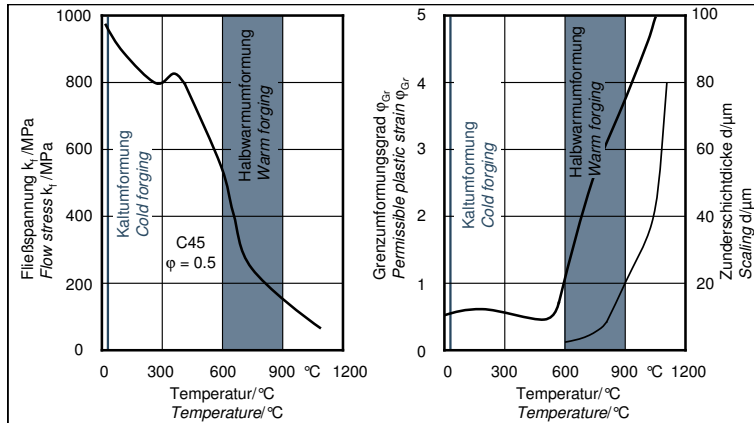 1000
800
600
400
200
0
0
300
600
900
°C
1200
Fließspannung kf /MPa
Flow stress kf /MPa
Kaltumformung
Cold forging
Halbwarmumformung
Warm forging
C45
φ = 0.5
Temperatur/°C
Temperature/°C
5
4
3
2
1
0
0
300
600
900
°C
1200
Grenzumformungsgrad φGr
Permissible plastic strain φGr
Kaltumformung
Cold forging
Halbwarmumformung
Warm forging
100
80
60
40
20
Zunderschichtdicke d/μm
Scaling d/μm
Temperatur/°C
Temperature/°C